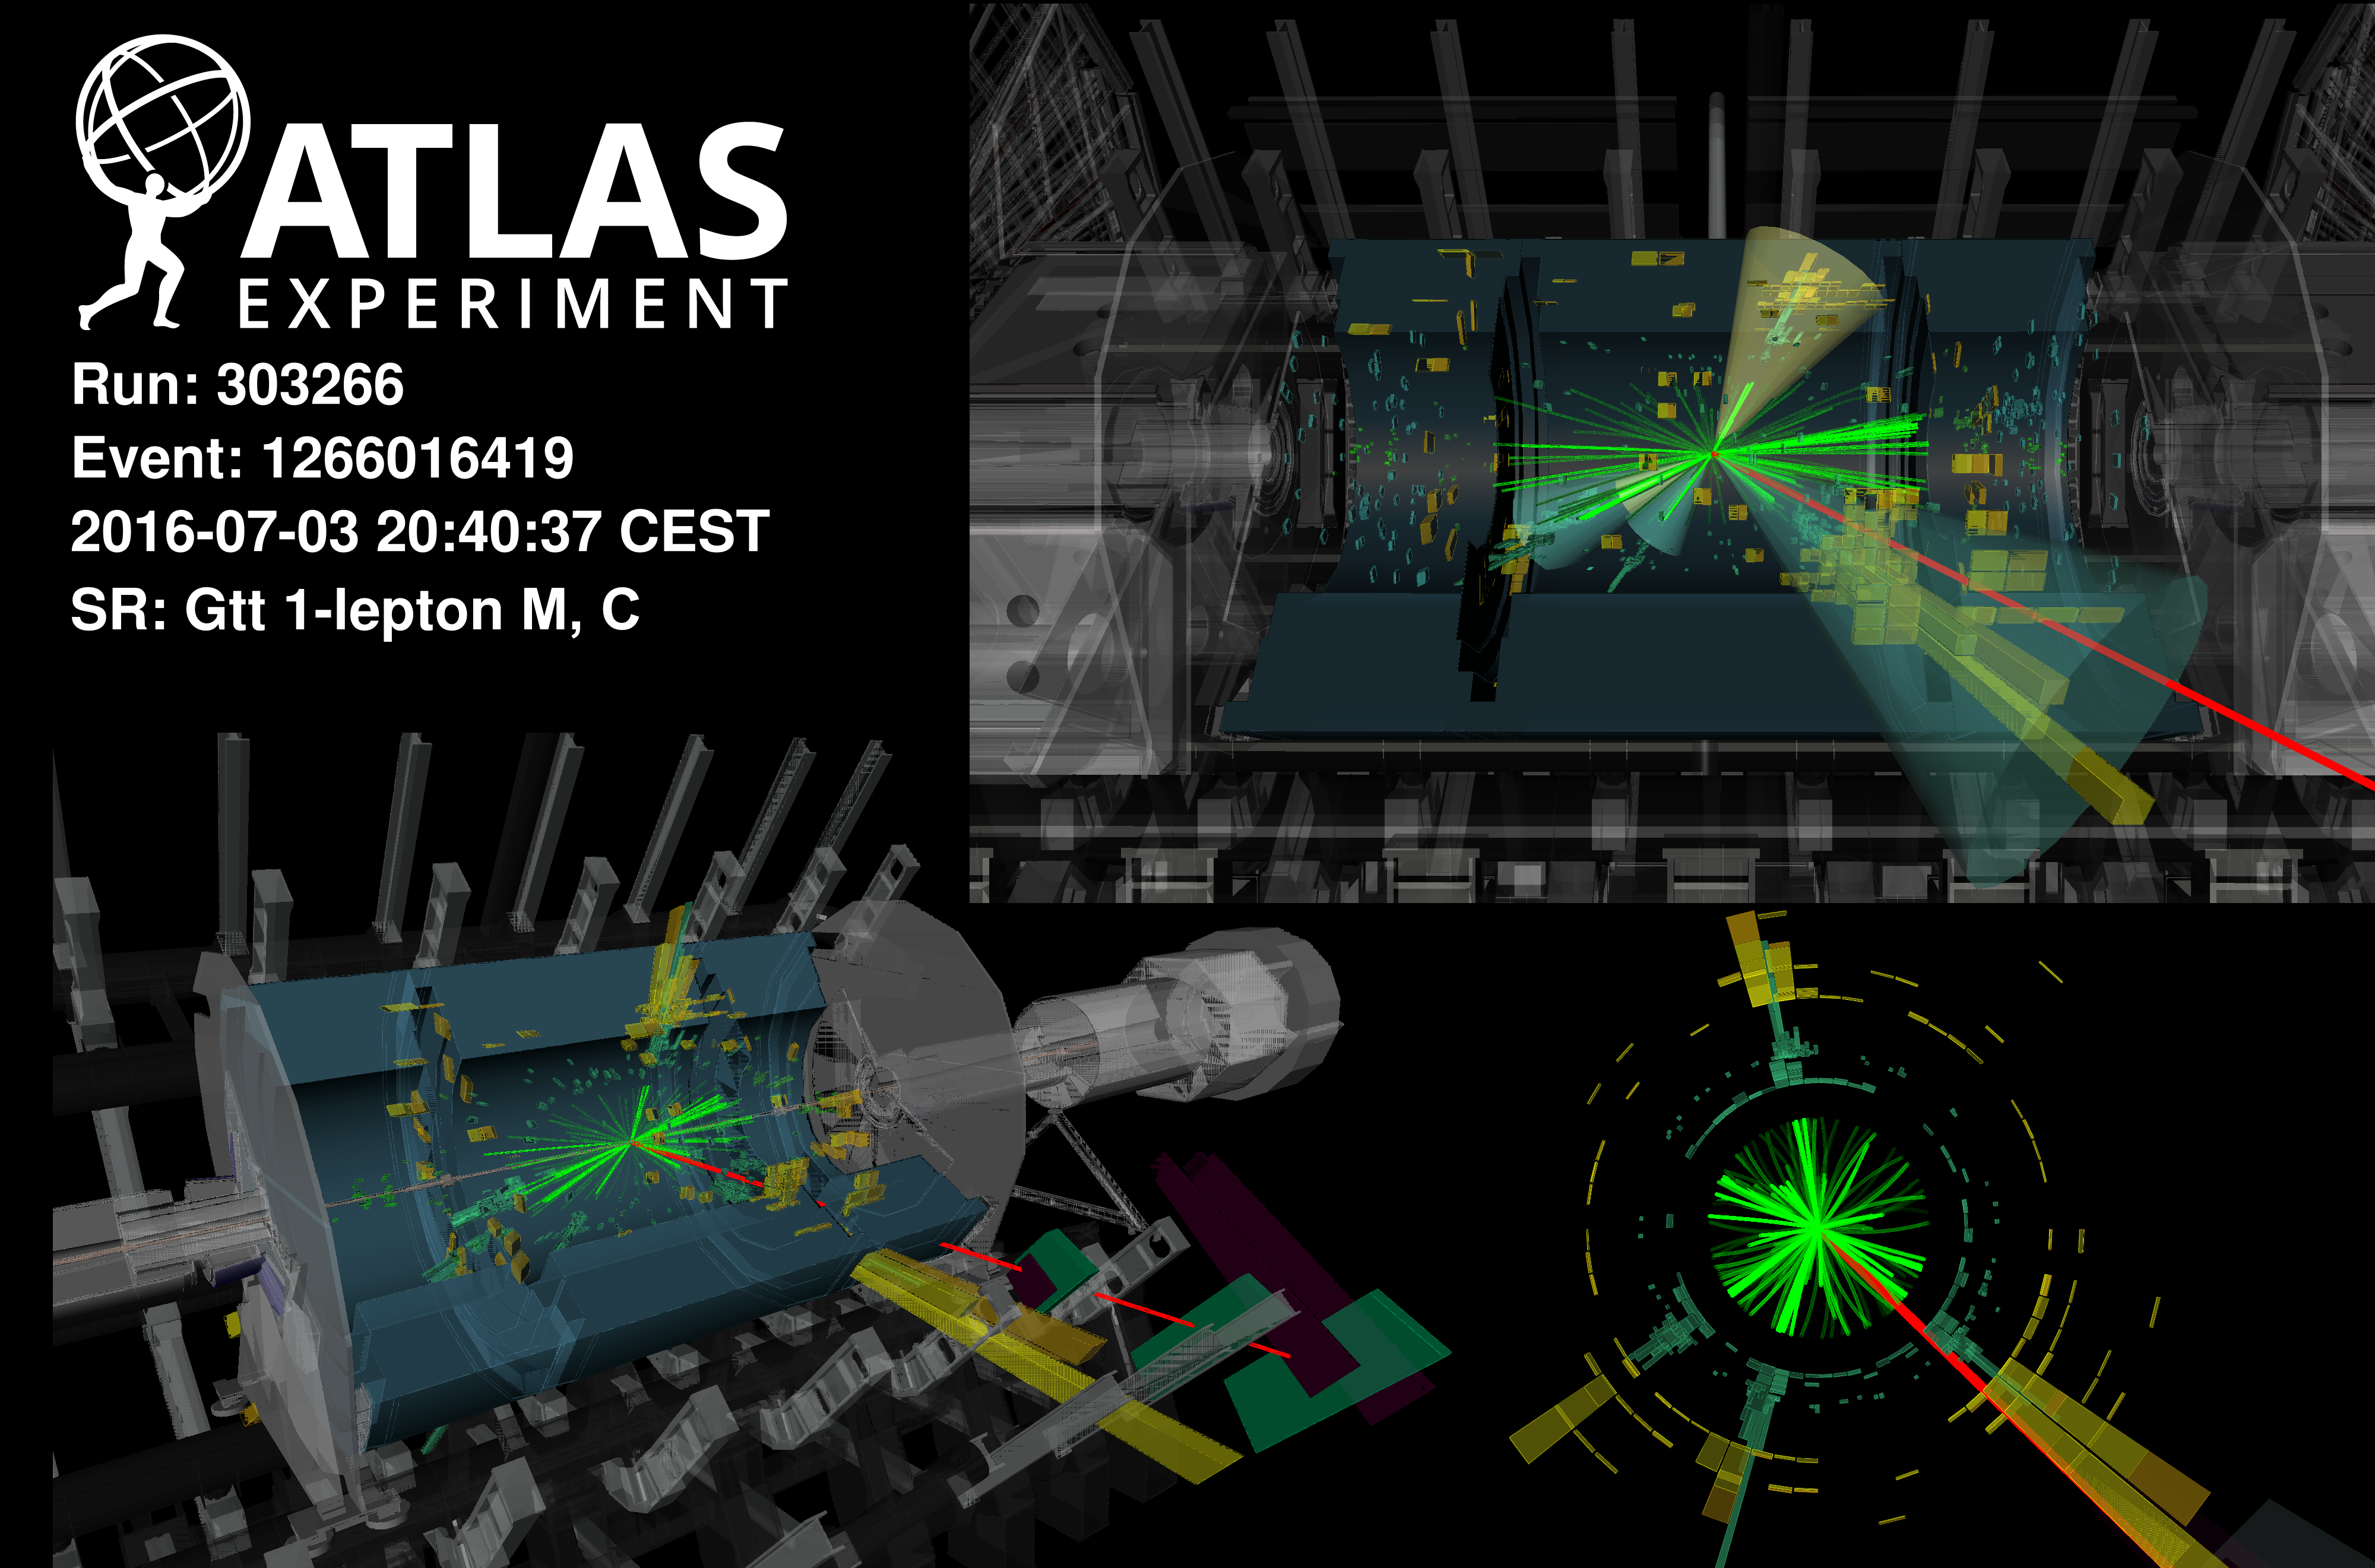 ATLAS
EXPERIMENT
Run: 303266
Event: 1266016419
2016-07-03 20:40:37 CEST
SR: Gtt 1-lepton M, C